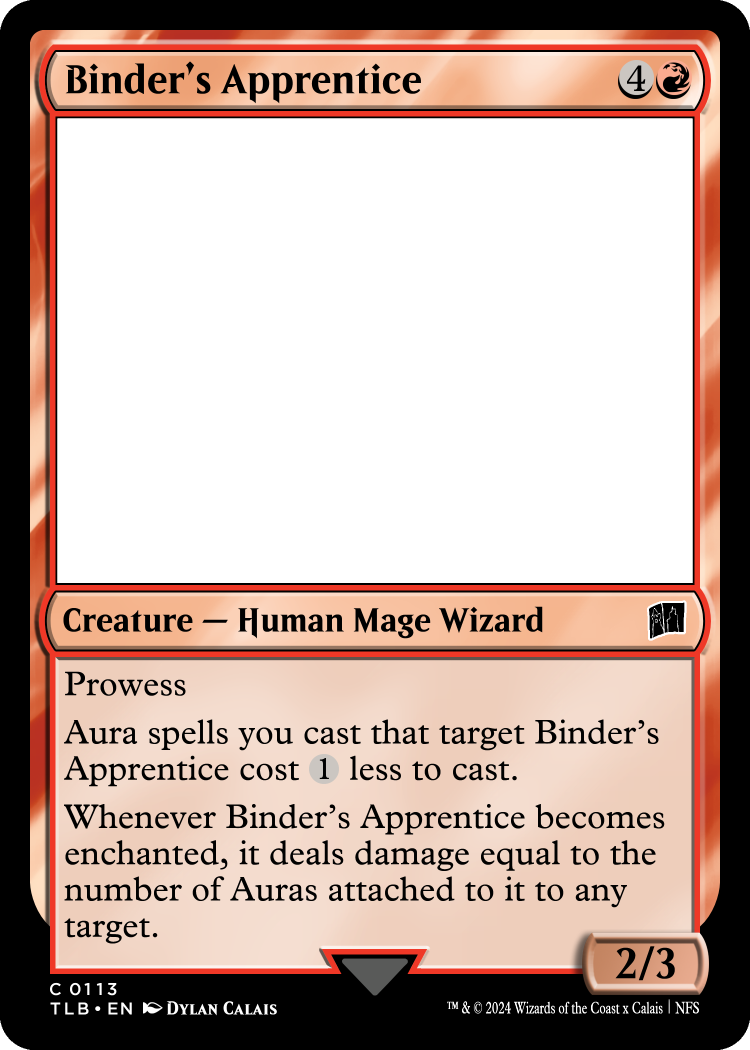 Binder's Apprentice 4
Creature — Human Mage Wizard
Prowess
Aura spells you cast that target Binder's
Apprentice cost 1 less to cast.
Whenever Binder's Apprentice becomes
enchanted, it deals damage equal to the
number of Auras attached to it to any
target.
2/3
C 0113
TLB • EN DYLAN CALAIS
™ & © 2024 Wizards of the Coast x Calais | NFS